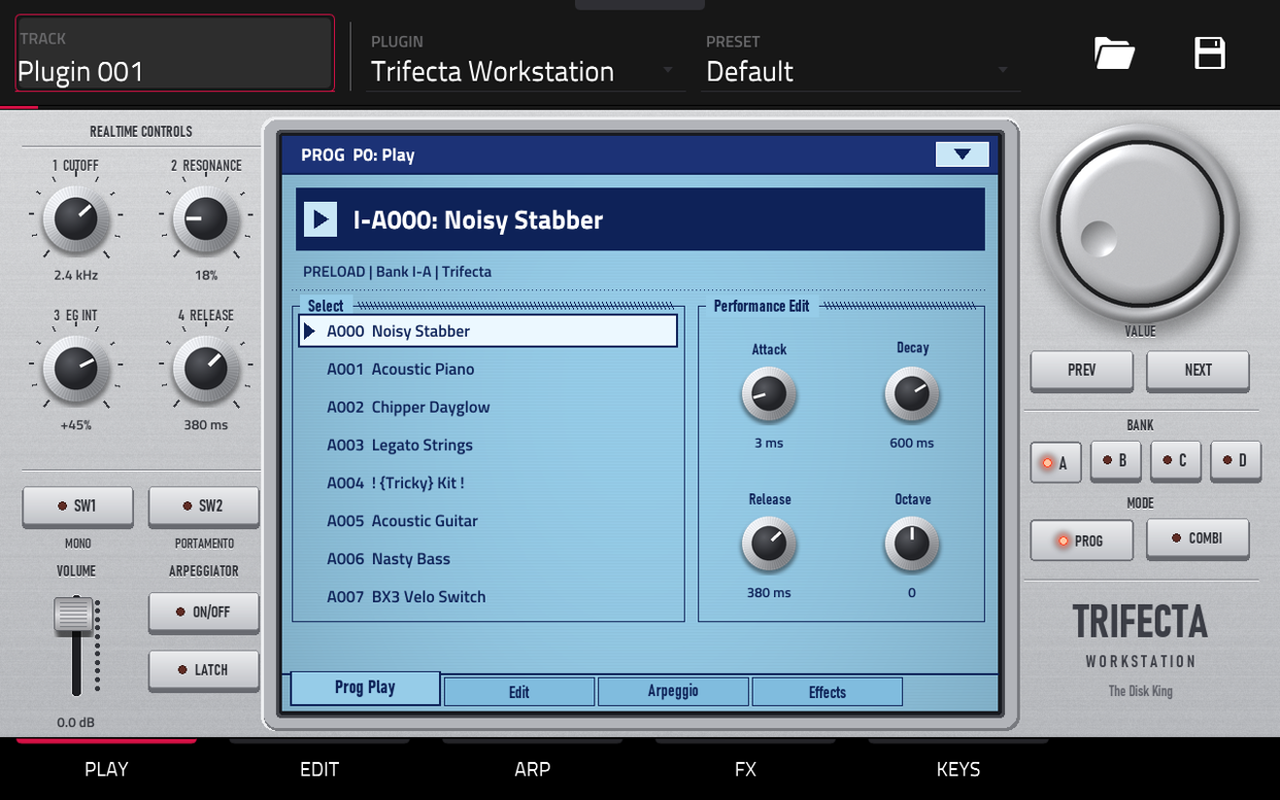 TRACK
Plugin 001
PLUGIN
Trifecta Workstation
PRESET
Default
REALTIME CONTROLS
1 CUTOFF
2 RESONANCE
2.4 kHz
18%
3 EG INT
4 RELEASE
+45%
380 ms
SW1
SW2
MONO
PORTAMENTO
VOLUME
ARPEGGIATOR
ON/OFF
LATCH
0.0 dB
PROG P0: Play
I-A000: Noisy Stabber
PRELOAD | Bank I-A | Trifecta
Select
A000 Noisy Stabber
A001 Acoustic Piano
A002 Chipper Dayglow
A003 Legato Strings
A004 ! {Tricky} Kit !
A005 Acoustic Guitar
A006 Nasty Bass
A007 BX3 Velo Switch
Performance Edit
Attack
Decay
3 ms
600 ms
Release
Octave
380 ms
0
Prog Play
Edit
Arpeggio
Effects
VALUE
PREV
NEXT
BANK
A
B
C
D
MODE
PROG
COMBI
TRIFECTA
WORKSTATION
The Disk King
PLAY
EDIT
ARP
FX
KEYS